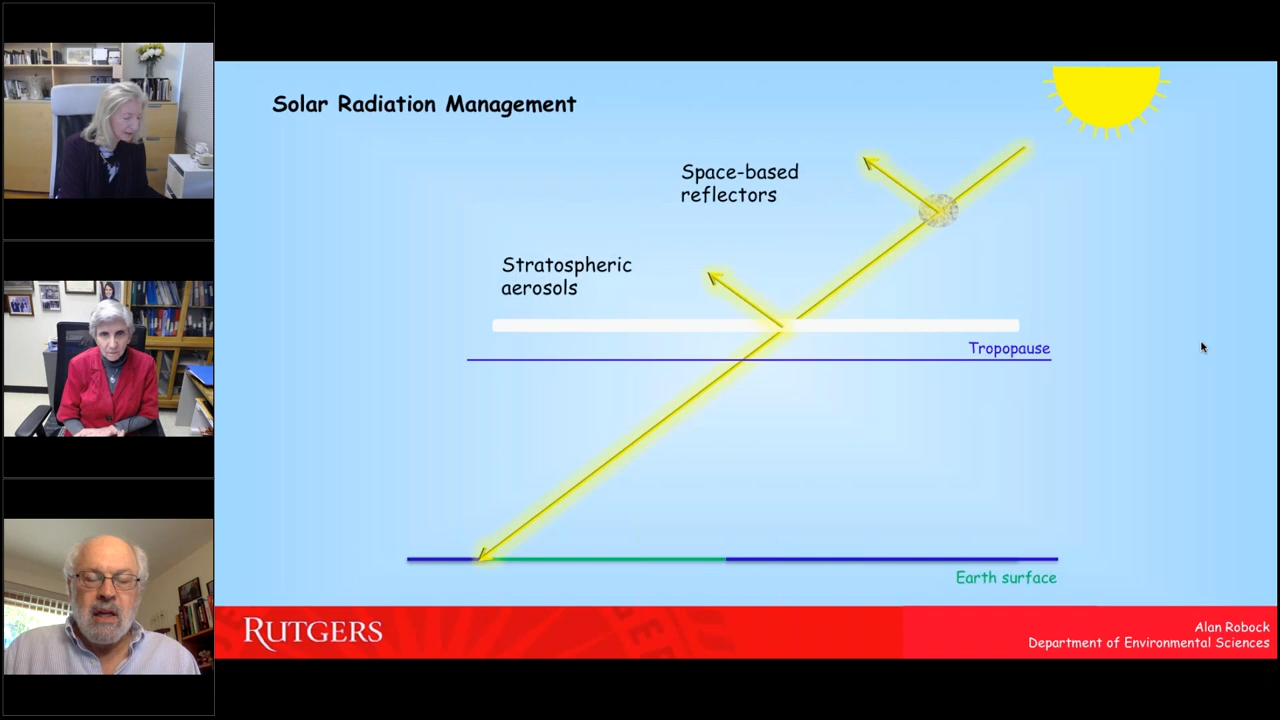 Solar Radiation Management
Space-based
reflectors
Stratospheric
aerosols
Tropopause
Earth surface
RUTGERS
Alan Robock
Department of Environmental Sciences